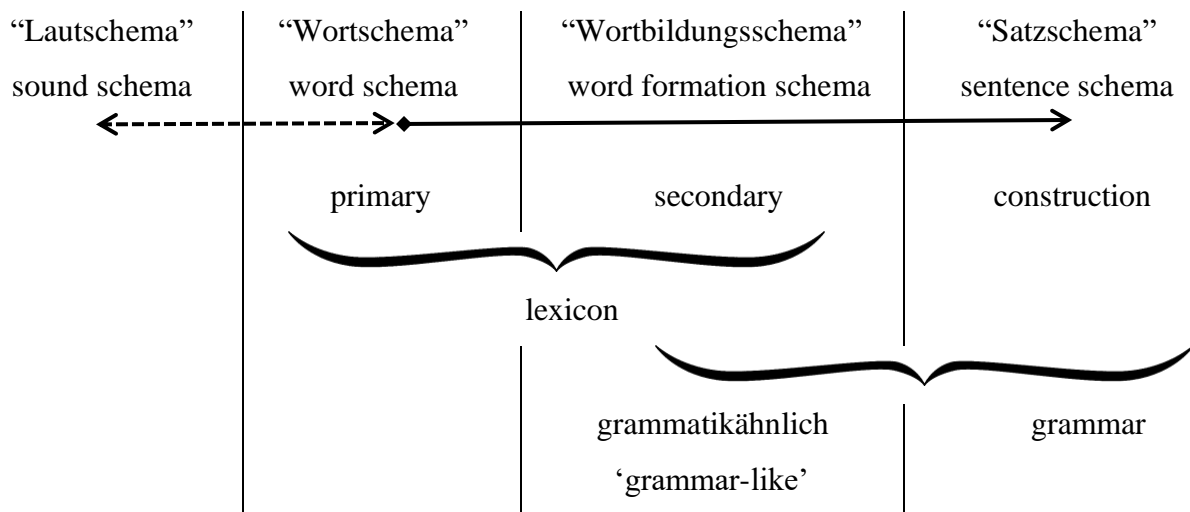 “Lautschema” “Wortschema” “Wortbildungsschema” “Satzschema”
sound schema word schema word formation schema sentence schema
primary secondary construction
lexicon
grammatikähnlich grammar
‘grammar-like’